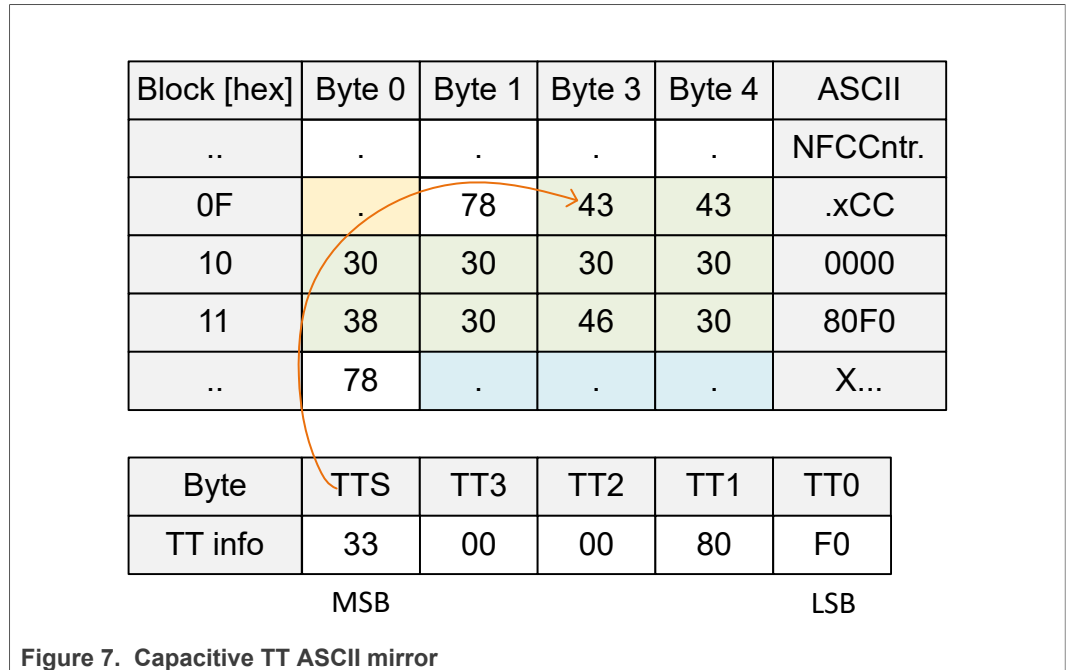 Block [hex] Byte 0 Byte 1 Byte 3 Byte 4 ASCII
.. . . . . NFCCntr.
0F . 78 43 43 .xCC
10 30 30 30 30 0000
11 38 30 46 30 80F0
.. 78 . . . X...
Byte TTS TT3 TT2 TT1 TT0
TT info 33 00 00 80 F0
MSB LSB
Figure 7. Capacitive TT ASCII mirror